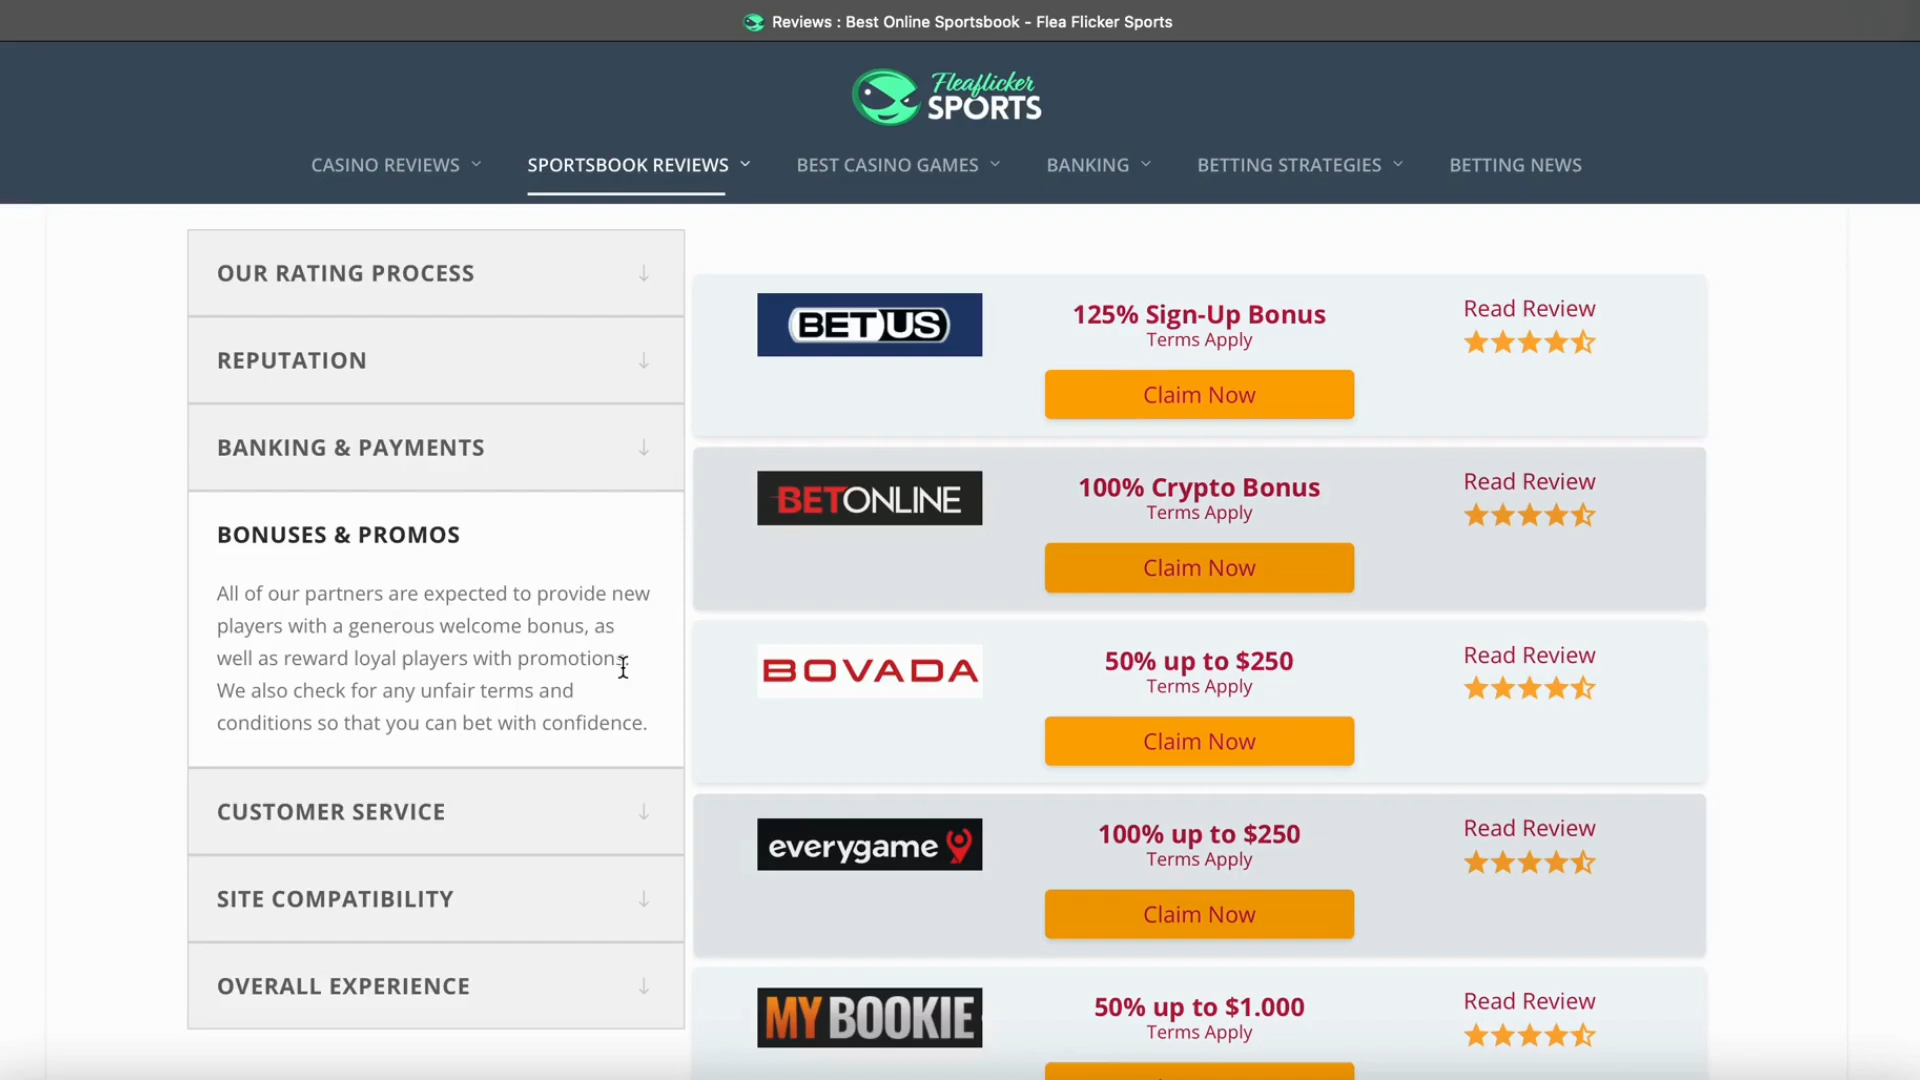 Reviews : Best Online Sportsbook - Flea Flicker Sports
Fleaflicker
SPORTS
CASINO REVIEWS
SPORTSBOOK REVIEWS
BEST CASINO GAMES
BANKING
BETTING STRATEGIES
BETTING NEWS
OUR RATING PROCESS
REPUTATION
BANKING & PAYMENTS
BONUSES & PROMOS
All of our partners are expected to provide new
players with a generous welcome bonus, as
well as reward loyal players with promotions.
We also check for any unfair terms and
conditions so that you can bet with confidence.
CUSTOMER SERVICE
SITE COMPATIBILITY
OVERALL EXPERIENCE
BETUS
125% Sign-Up Bonus
Terms Apply
Claim Now
Read Review
BETONLINE
100% Crypto Bonus
Terms Apply
Claim Now
Read Review
BOVADA
50% up to $250
Terms Apply
Claim Now
Read Review
everygame
100% up to $250
Terms Apply
Claim Now
Read Review
MY BOOKIE
50% up to $1.000
Terms Apply
Read Review